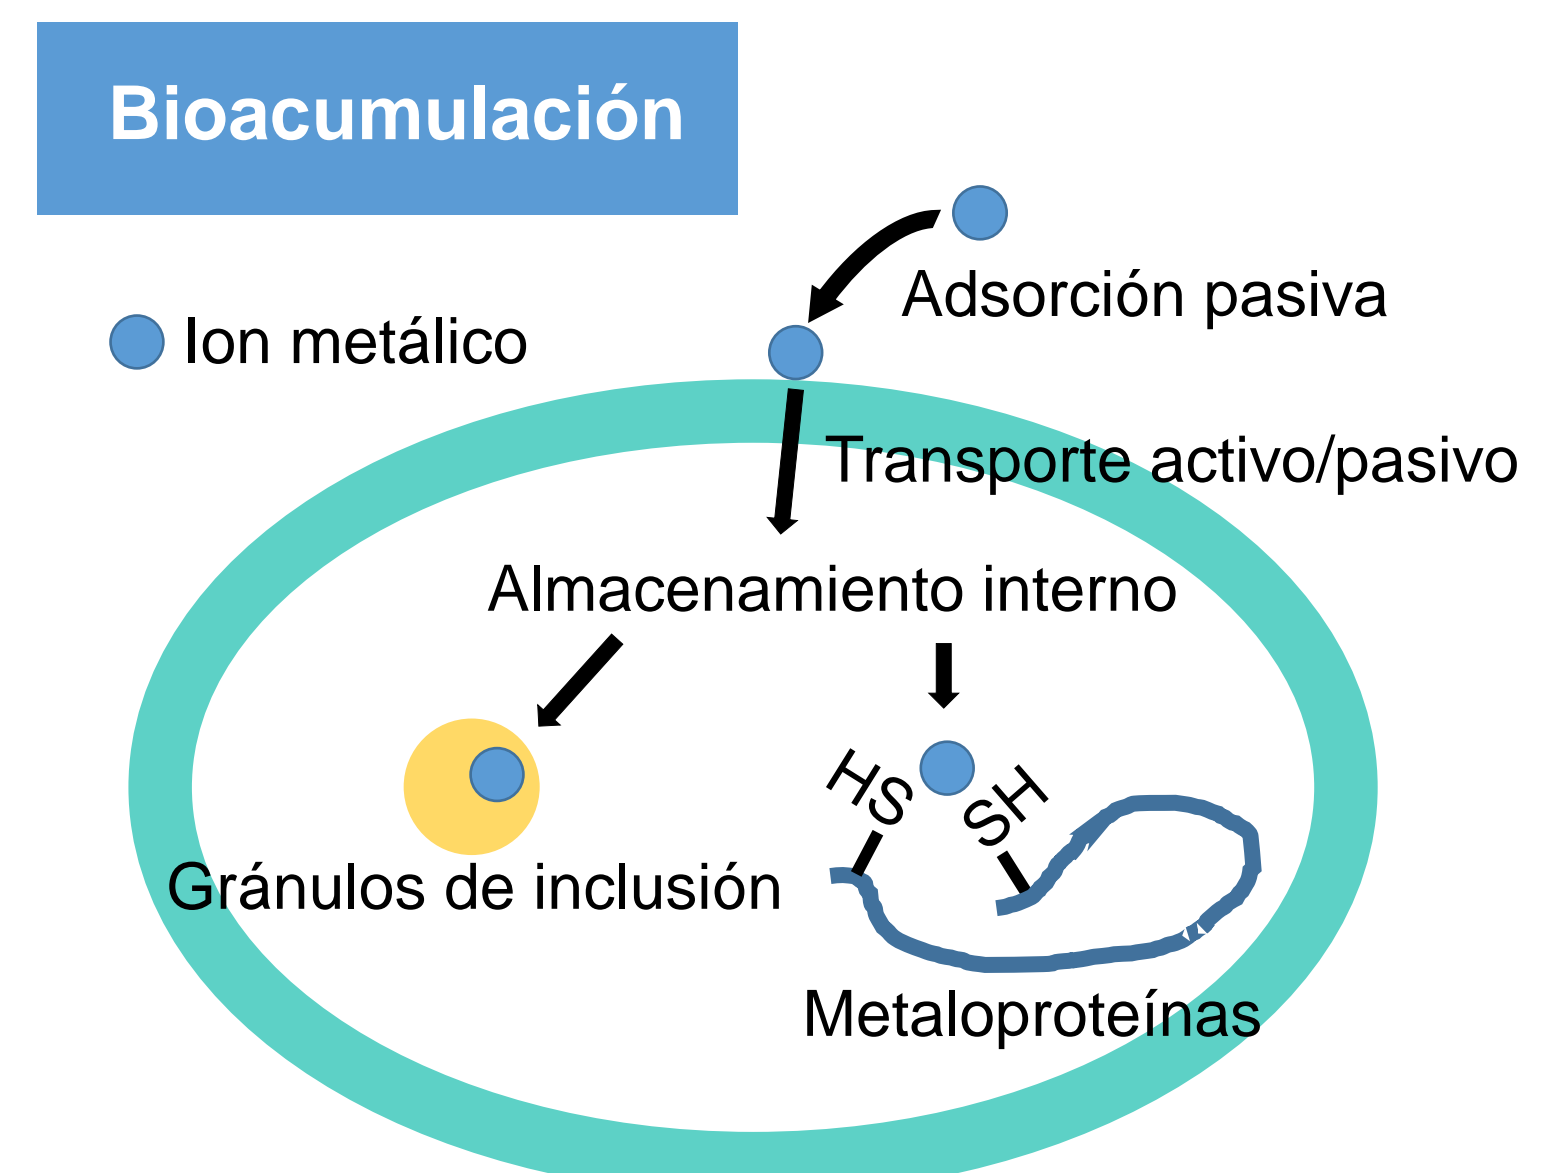 Bioacumulación
Adsorción pasiva
Ion metálico
Transporte activo/pasivo
Almacenamiento interno
HS
SH
Gránulos de inclusión
Metaloproteínas